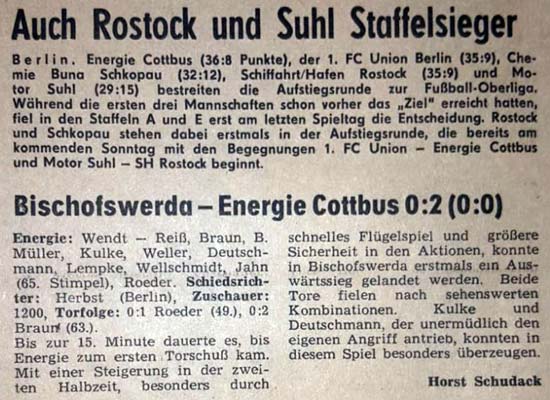 Auch Rostock und Suhl Staffelsieger
Berlin. Energie Cottbus (36:8 Punkte), der 1. FC Union Berlin (35:9), Che-
mie Buna Schkopau (32:12), Schiffahrt/Hafen Rostock (35:9) und Mo-
tor Suhl (29:15) bestreiten die Aufstiegsrunde zur Fußball-Oberliga.
Während die ersten drei Mannschaften schon vorher das „Ziel" erreicht hatten,
fiel in den Staffeln A und E erst am letzten Spieltag die Entscheidung. Rostock
und Schkopau stehen dabei erstmals in der Aufstiegsrunde, die bereits am
kommenden Sonntag mit den Begegnungen 1. FC Union – Energie Cottbus
und Motor Suhl – SH Rostock beginnt.
Bischofswerda – Energie Cottbus 0:2 (0:0)
Energie: Wendt — Reiß, Braun, B.
Müller, Kulke, Weller, Deutsch-
mann, Lempke, Wellschmidt, Jahn
(65. Stimpel), Roeder. Schiedsrich-
ter: Herbst (Berlin), Zuschauer:
1200, Torfolge: 0:1 Roeder (49.), 0:2
Braun (63.).
Bis zur 15. Minute dauerte es, bis
Energie zum ersten Torschuß kam.
Mit einer Steigerung in der zwei-
ten Halbzeit, besonders durch
schnelles Flügelspiel und größere
Sicherheit in den Aktionen, konnte
in Bischofswerda erstmals ein Aus-
wärtssieg gelandet werden. Beide
Tore fielen nach sehenswerten
Kombinationen. Kulke und
Deutschmann, der unermüdlich den
eigenen Angriff antrieb, konnten in
diesem Spiel besonders überzeugen.
Horst Schudack